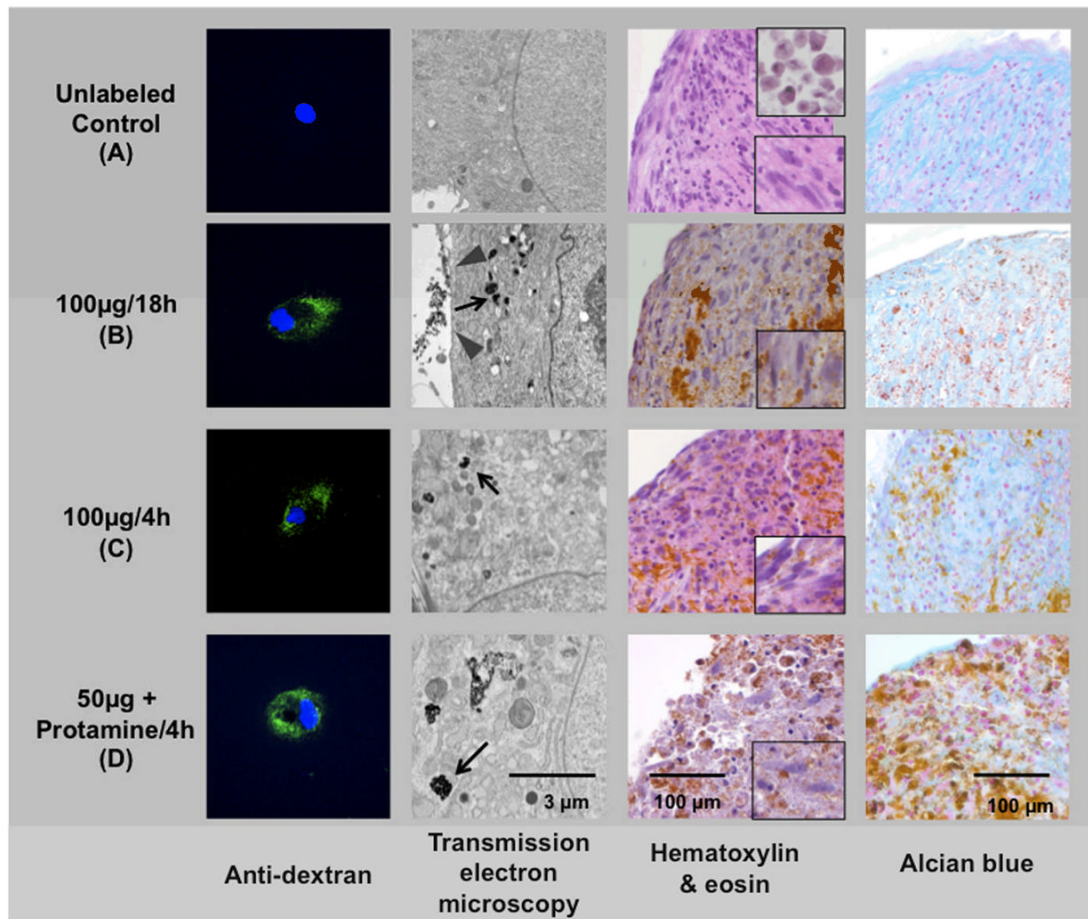 Unlabeled
Control
(A)
100µg/18h
(B)
100µg/4h
(C)
50µg +
Protamine/4h
(D)
3 µm
100 µm
100 µm
Anti-dextran
Transmission
electron
microscopy
Hematoxylin
& eosin
Alcian blue